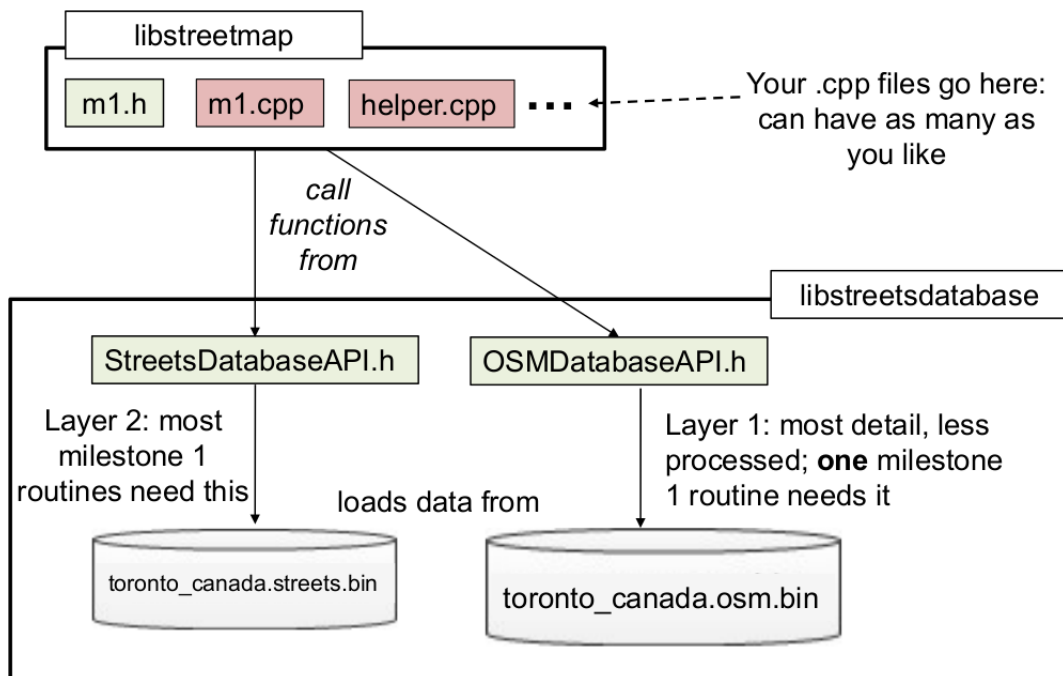 libstreetmap
m1.h
m1.cpp
helper.cpp
...
Your .cpp files go here:
can have as many as
you like
call
functions
from
libstreetsdatabase
StreetsDatabaseAPI.h
OSMDatabaseAPI.h
Layer 2: most
milestone 1
routines need this
Layer 1: most detail, less
processed; one milestone
1 routine needs it
loads data from
toronto_canada.streets.bin
toronto_canada.osm.bin